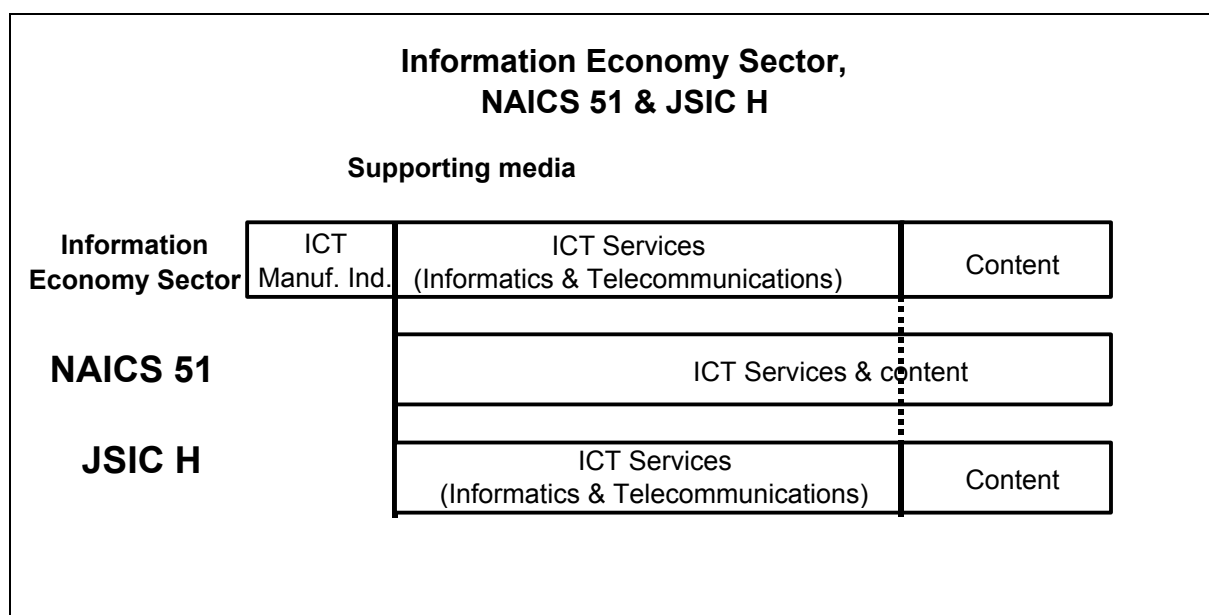 Information Economy Sector,
NAICS 51 & JSIC H
Supporting media
Information
Economy Sector
ICT
Manuf. Ind.
ICT Services
(Informatics & Telecommunications)
Content
NAICS 51
ICT Services & content
JSIC H
ICT Services
(Informatics & Telecommunications)
Content